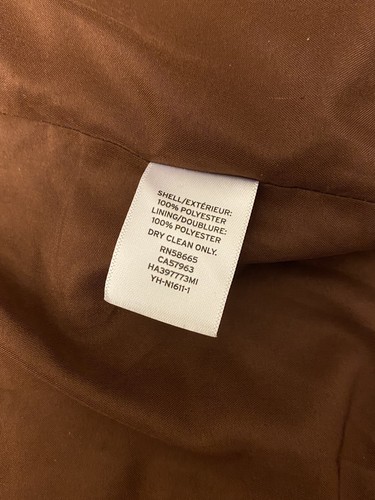 SHELL/EXTÉRIEUR:
100% POLYESTER
LINING/DOUBLURE:
100% POLYESTER
DRY CLEAN ONLY.
RN58665
CA57963
HA397773MI
YH-N1611-1